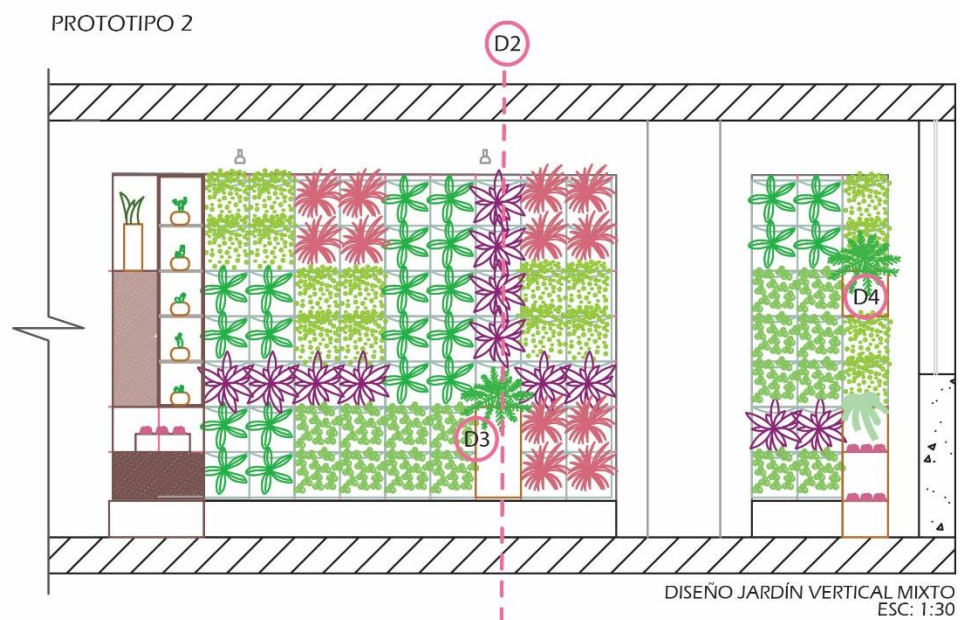 PROTOTIPO 2
D2
D4
D3
DISEÑO JARDÍN VERTICAL MIXTO
ESC: 1:30